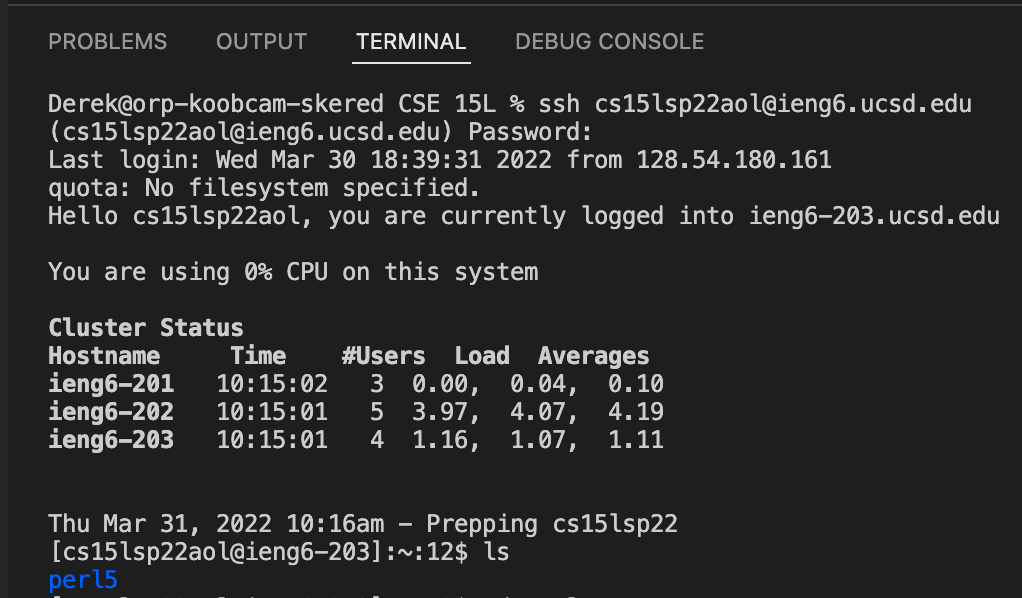 PROBLEMS OUTPUT TERMINAL DEBUG CONSOLE
Derek@orp-koobcam-skered CSE 15L % ssh cs15lsp22aol@ieng6.ucsd.edu
(cs15lsp22aol@ieng6.ucsd.edu) Password:
Last login: Wed Mar 30 18:39:31 2022 from 128.54.180.161
quota: No filesystem specified.
Hello cs15lsp22aol, you are currently logged into ieng6-203.ucsd.edu
You are using 0% CPU on this system
Cluster Status
Hostname     Time    #Users  Load  Averages
ieng6-201   10:15:02   3  0.00,  0.04,  0.10
ieng6-202   10:15:01   5  3.97,  4.07,  4.19
ieng6-203   10:15:01   4  1.16,  1.07,  1.11
Thu Mar 31, 2022 10:16am - Prepping cs15lsp22
[cs15lsp22aol@ieng6-203]:~:12$ ls
perl5